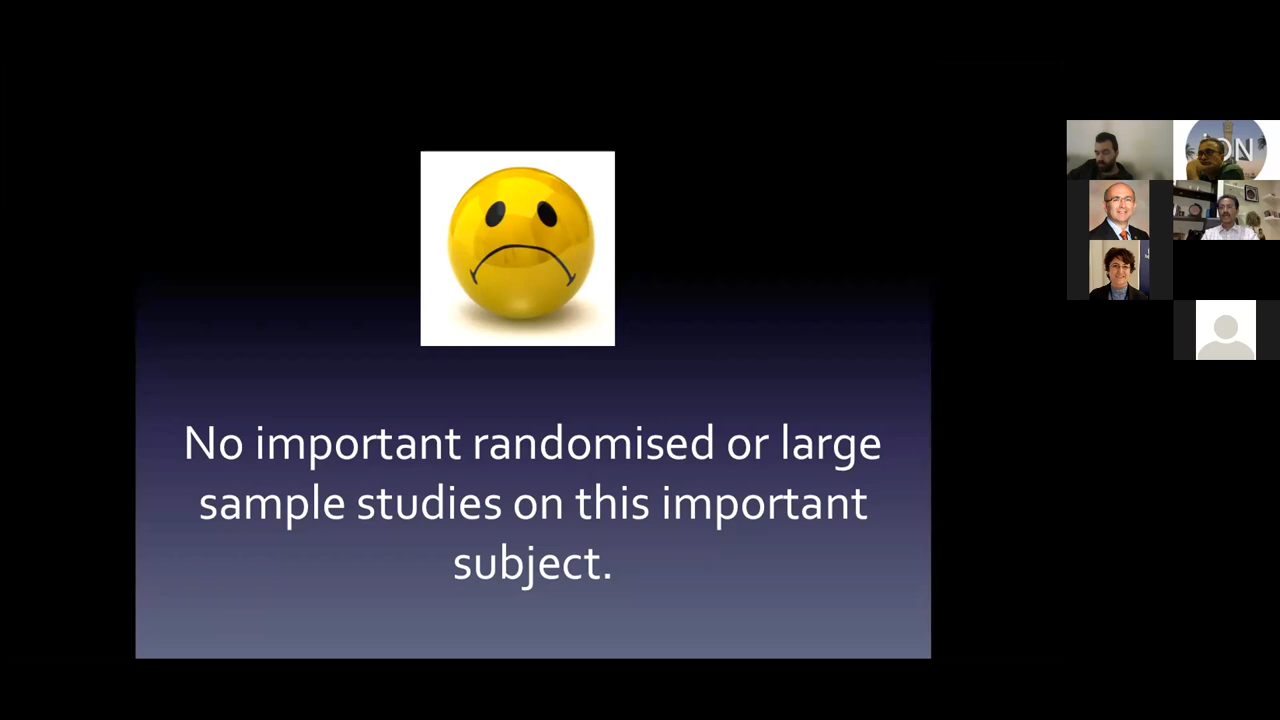 No important randomised or large
sample studies on this important
subject.